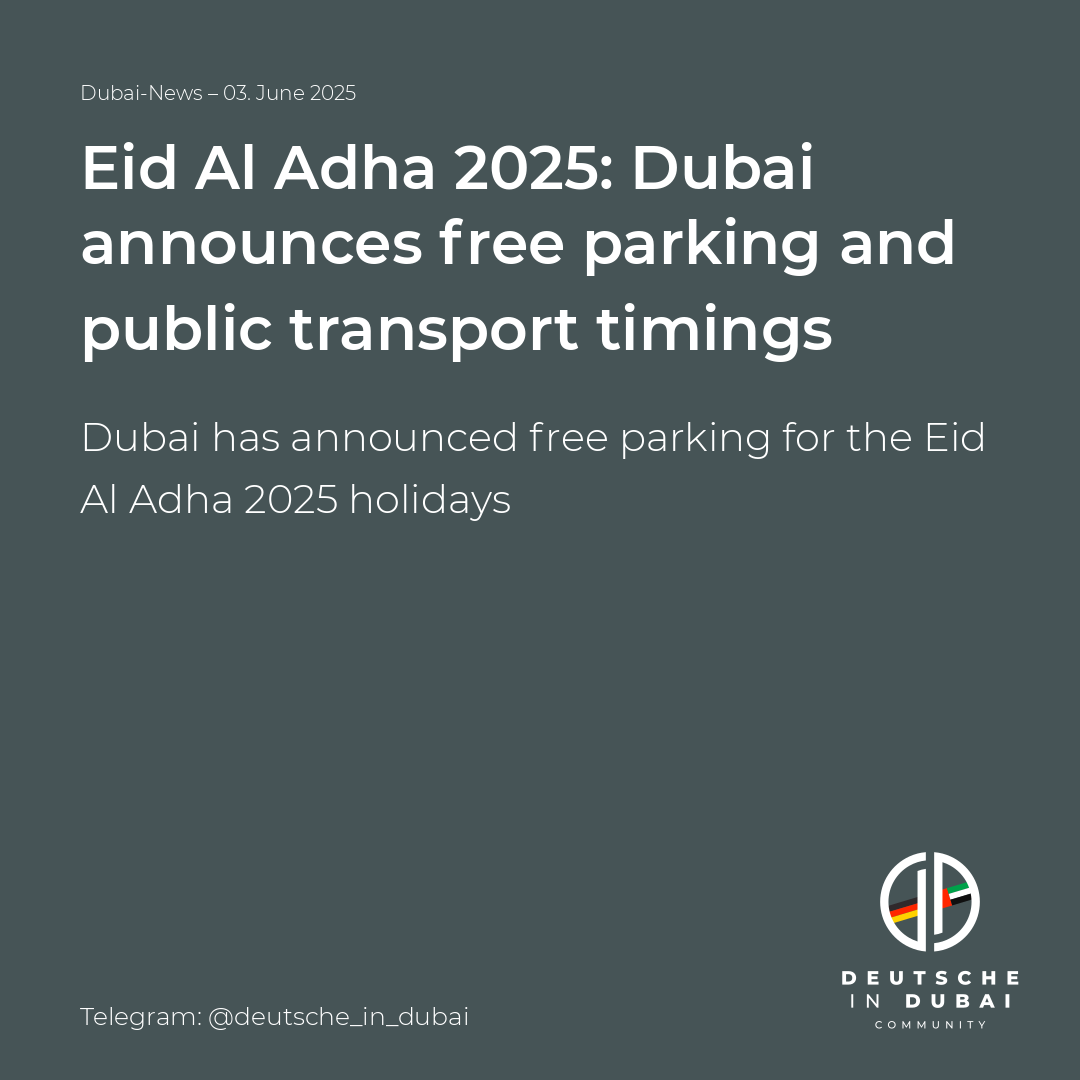 Dubai-News – 03. June 2025
Eid Al Adha 2025: Dubai
announces free parking and
public transport timings
Dubai has announced free parking for the Eid
Al Adha 2025 holidays
DEUTSCHE
IN DUBAI
COMMUNITY
Telegram: @deutsche_in_dubai